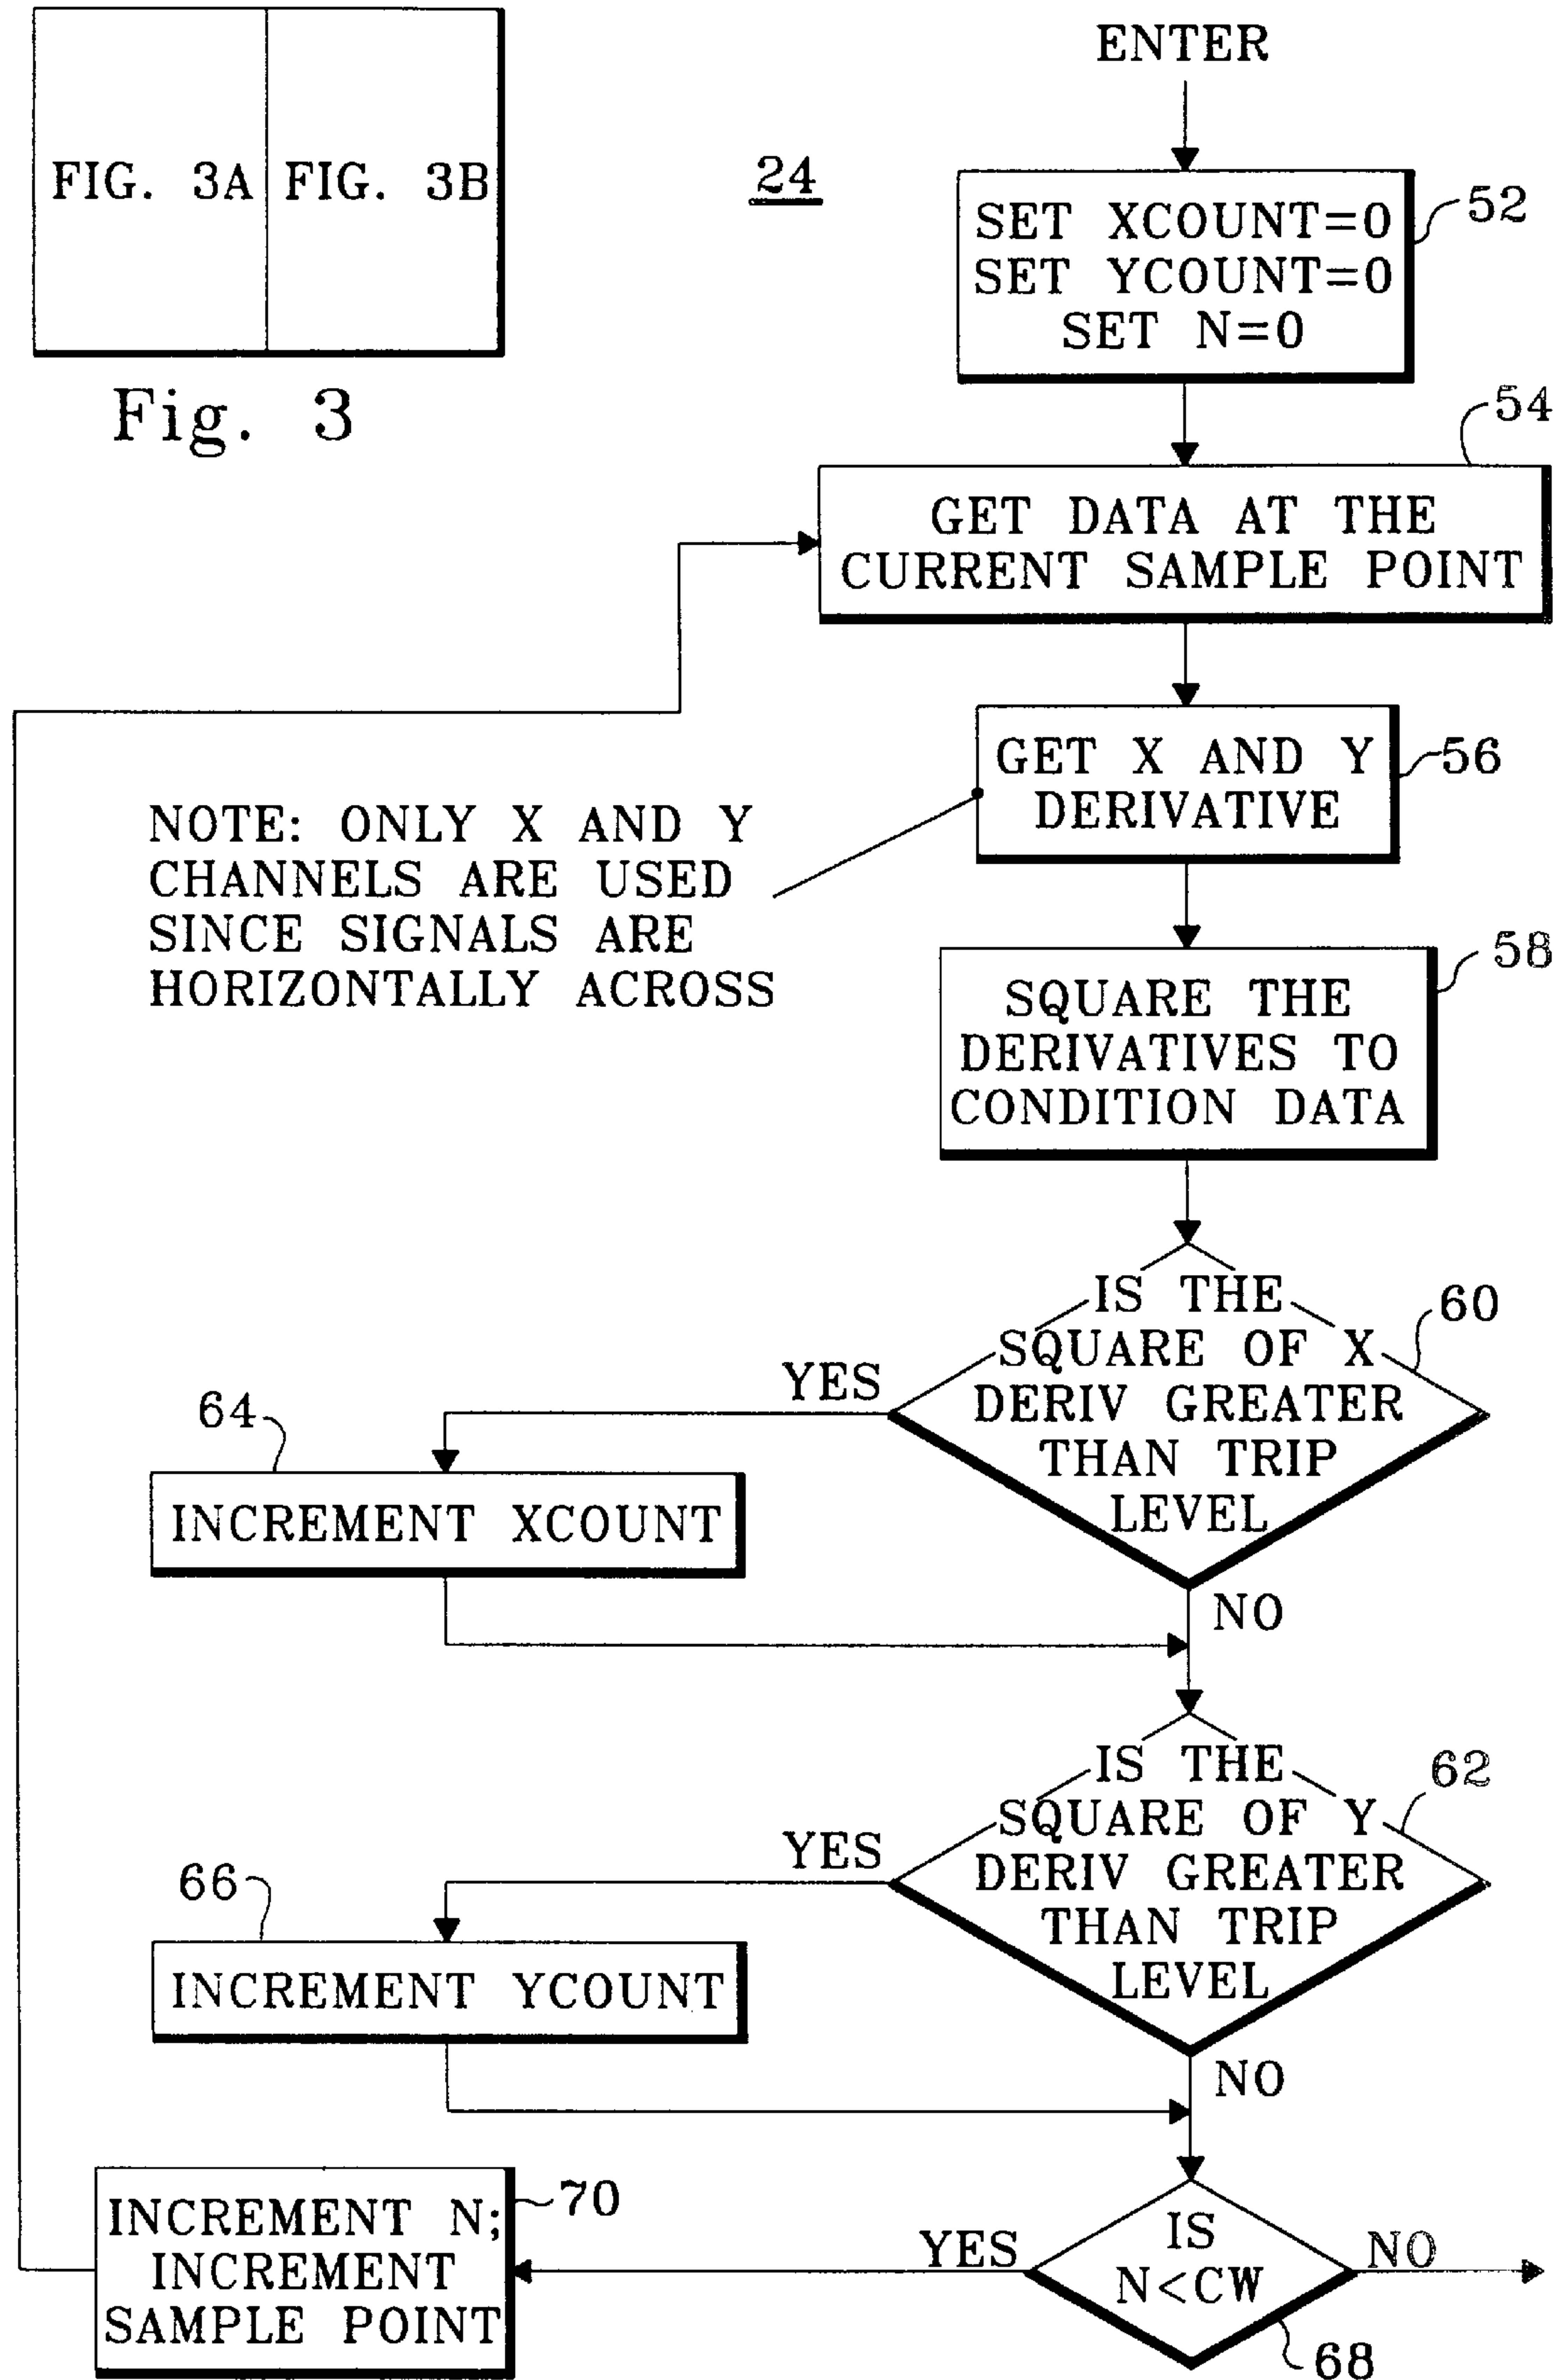 FIG. 3A
FIG. 3B
Fig. 3
24
ENTER
SET XCOUNT=0
SET YCOUNT=0
SET N=0
52
54
GET DATA AT THE
CURRENT SAMPLE POINT
GET X AND Y
DERIVATIVE
56
NOTE: ONLY X AND Y
CHANNELS ARE USED
SINCE SIGNALS ARE
HORIZONTALLY ACROSS
58
SQUARE THE
DERIVATIVES TO
CONDITION DATA
IS THE
SQUARE OF X
DERIV GREATER
THAN TRIP
LEVEL
60
YES
64
INCREMENT XCOUNT
NO
IS THE
SQUARE OF Y
DERIV GREATER
THAN TRIP
LEVEL
62
YES
66
INCREMENT YCOUNT
NO
IS
N<CW
68
YES
NO
INCREMENT N;
INCREMENT
SAMPLE POINT
70